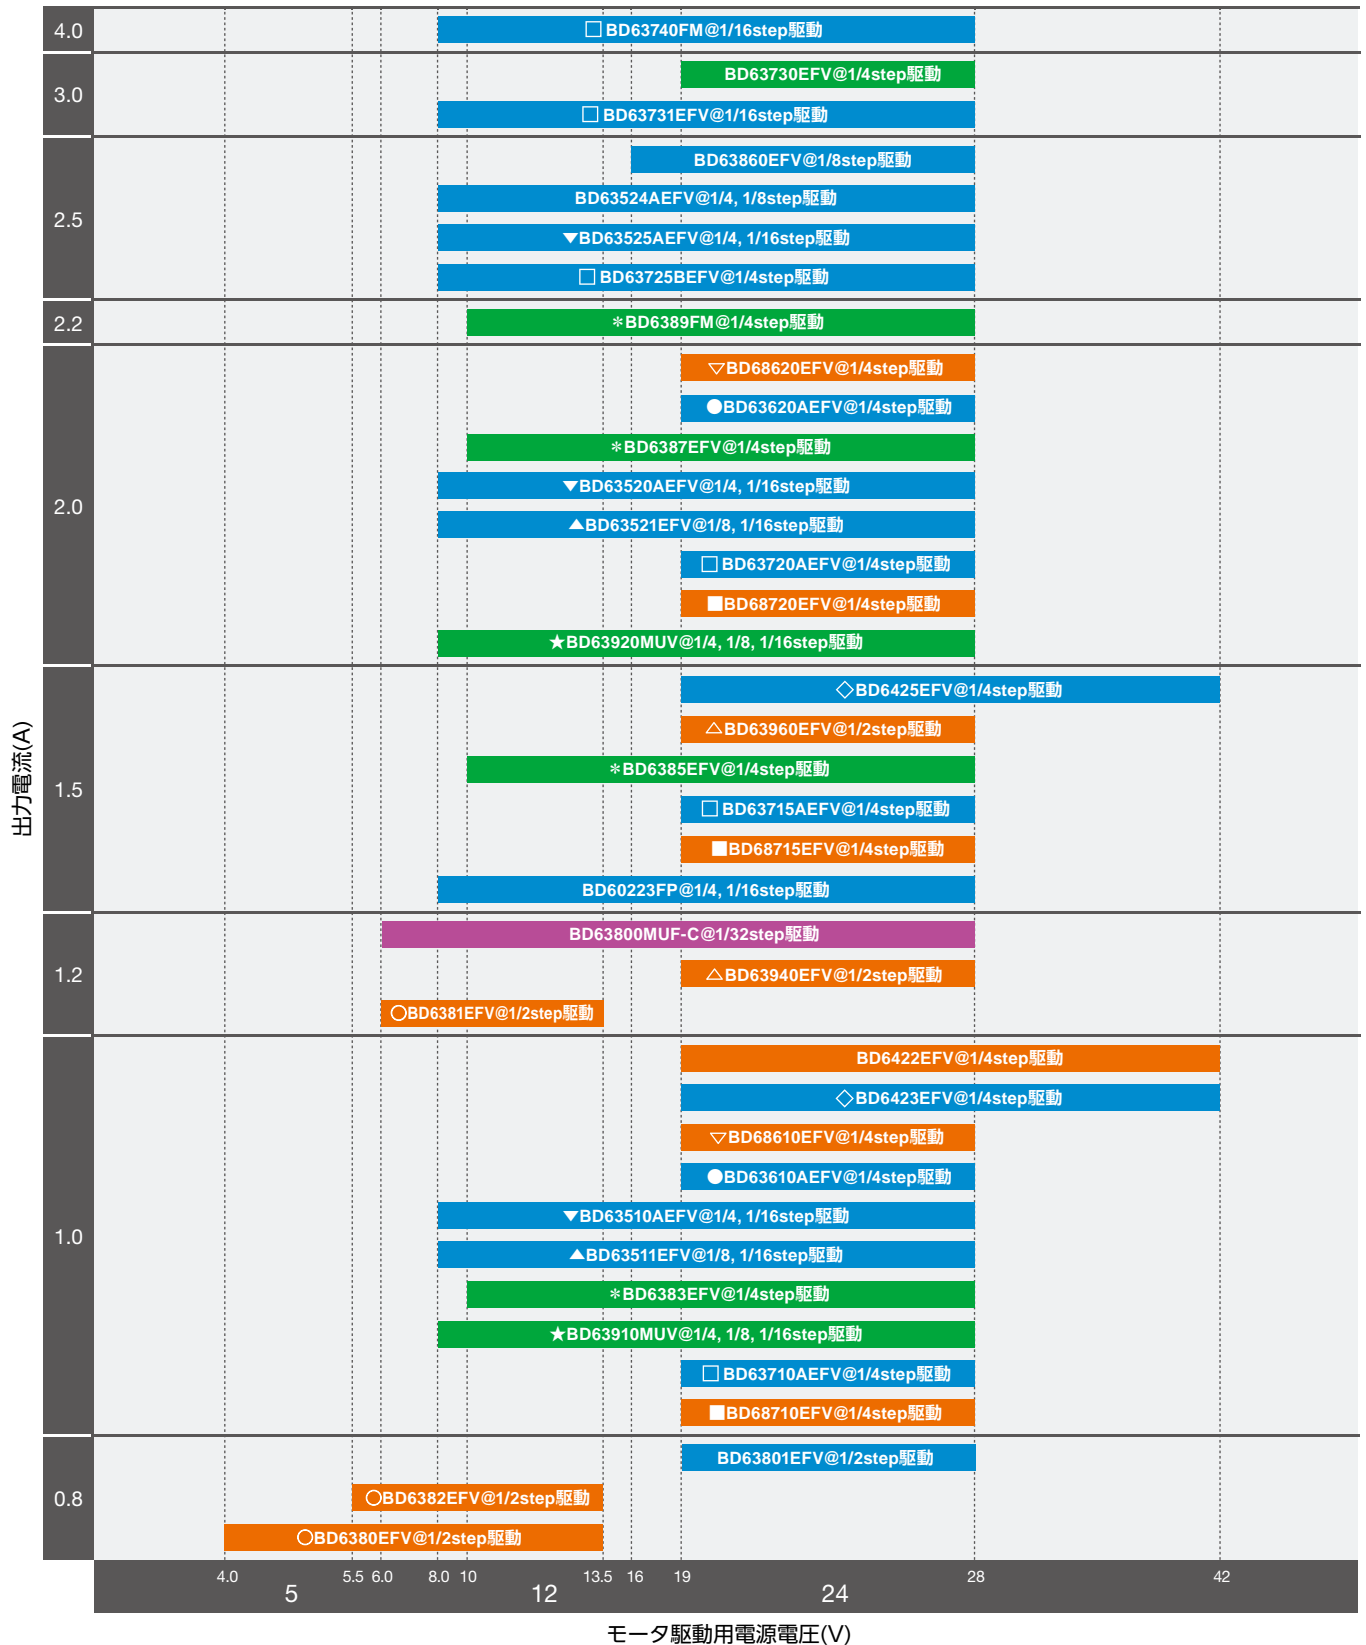 4.0
□ BD63740FM@1/16step駆動
3.0
BD63730EFV@1/4step駆動
□ BD63731EFV@1/16step駆動
2.5
BD63860EFV@1/8step駆動
BD63524AEFV@1/4, 1/8step駆動
▼BD63525AEFV@1/4, 1/16step駆動
□ BD63725BEFV@1/4step駆動
2.2
*BD6389FM@1/4step駆動
2.0
▽BD68620EFV@1/4step駆動
●BD63620AEFV@1/4step駆動
*BD6387EFV@1/4step駆動
▼BD63520AEFV@1/4, 1/16step駆動
▲BD63521EFV@1/8, 1/16step駆動
□ BD63720AEFV@1/4step駆動
■BD68720EFV@1/4step駆動
★BD63920MUV@1/4, 1/8, 1/16step駆動
1.5
◇BD6425EFV@1/4step駆動
△BD63960EFV@1/2step駆動
*BD6385EFV@1/4step駆動
□ BD63715AEFV@1/4step駆動
■BD68715EFV@1/4step駆動
BD60223FP@1/4, 1/16step駆動
1.2
BD63800MUF-C@1/32step駆動
△BD63940EFV@1/2step駆動
○BD6381EFV@1/2step駆動
1.0
BD6422EFV@1/4step駆動
◇BD6423EFV@1/4step駆動
▽BD68610EFV@1/4step駆動
●BD63610AEFV@1/4step駆動
▼BD63510AEFV@1/4, 1/16step駆動
▲BD63511EFV@1/8, 1/16step駆動
*BD6383EFV@1/4step駆動
★BD63910MUV@1/4, 1/8, 1/16step駆動
□ BD63710AEFV@1/4step駆動
■BD68710EFV@1/4step駆動
0.8
BD63801EFV@1/2step駆動
○BD6382EFV@1/2step駆動
○BD6380EFV@1/2step駆動
出力電流(A)
4.0 5.5 6.0 8.0 10 13.5 16 19 28 42
5 12 24
モータ駆動用電源電圧(V)